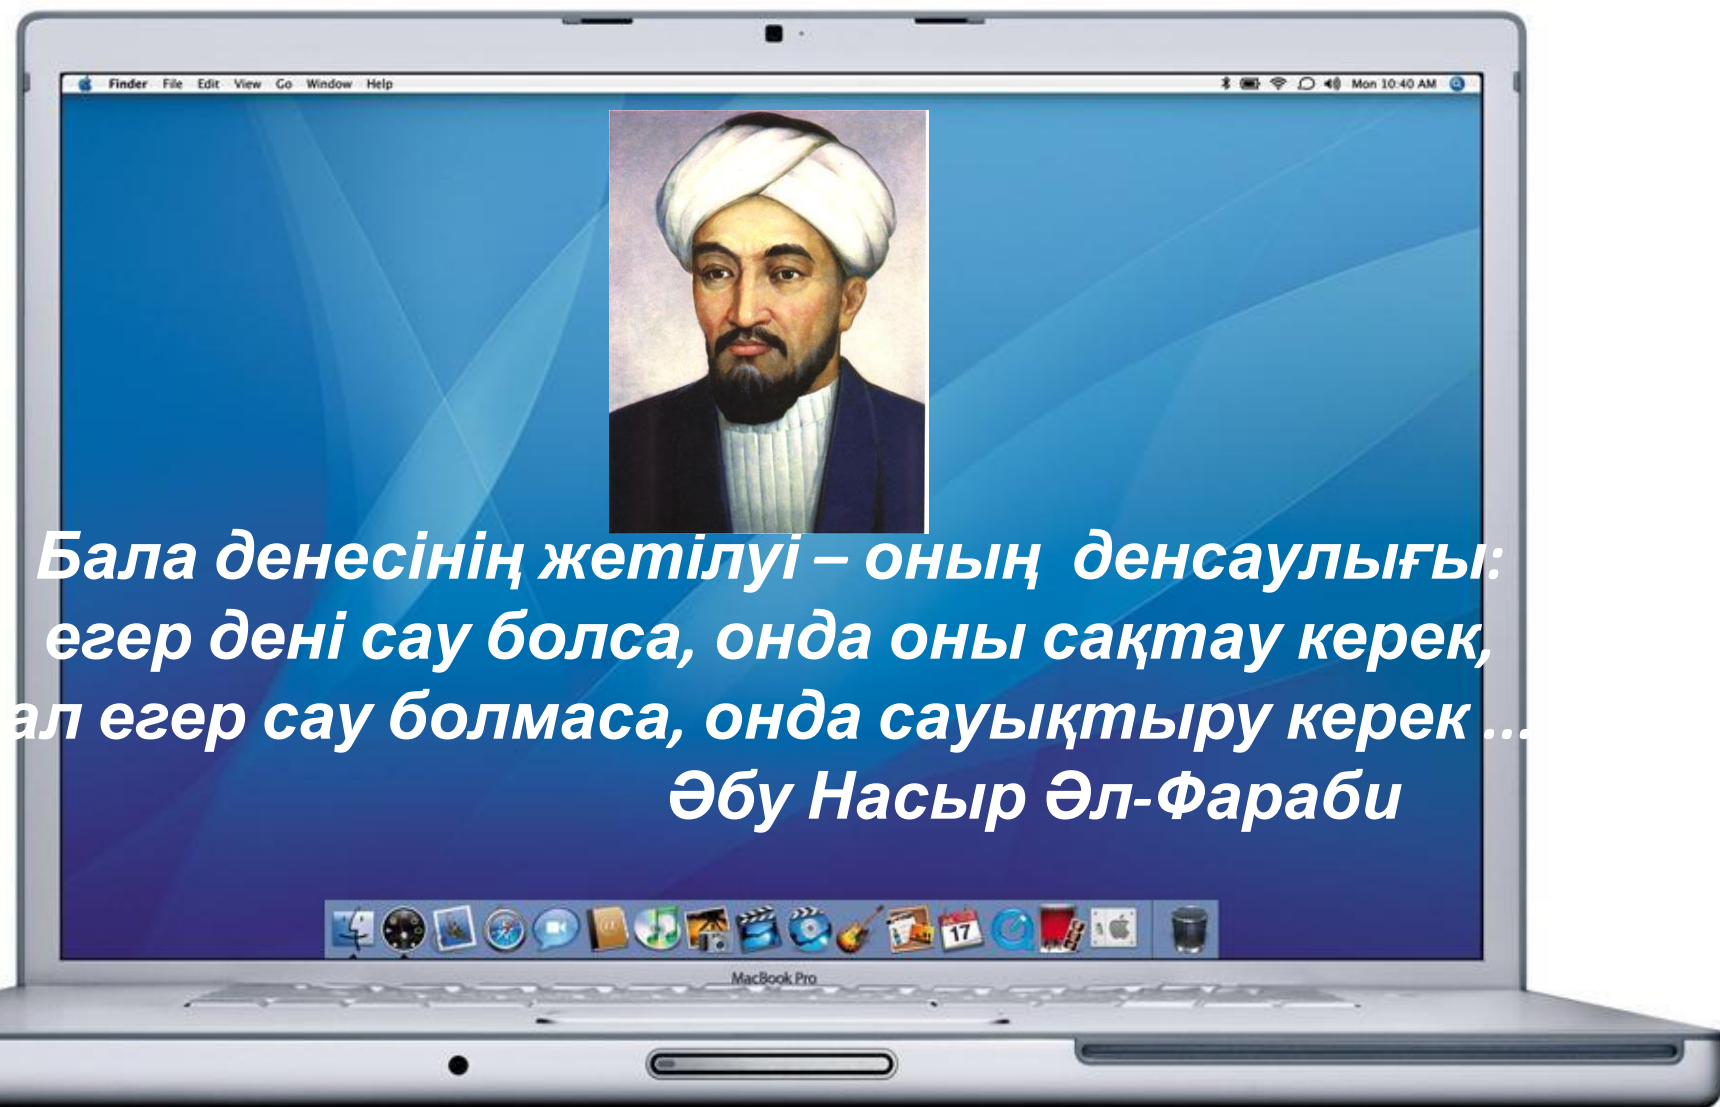 Finder File Edit View Go Window Help Mon 10:40 AM
Бала денесінің жетілуі – оның денсаулығы:
егер дені сау болса, онда оны сақтау керек,
ал егер сау болмаса, онда сауықтыру керек ...
Әбу Насыр Әл-Фараби
17
MacBook Pro